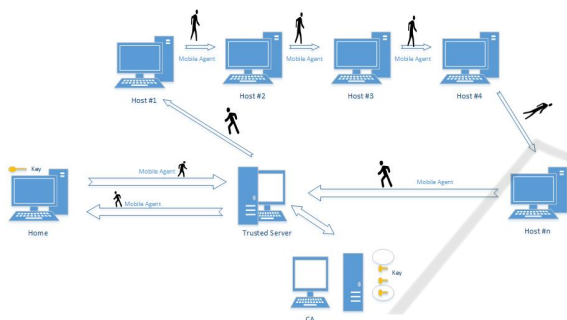 Mobile Agent
Mobile Agent
Mobile Agent
Host #1
Host #2
Host #3
Host #4
Key
Mobile Agent
Mobile Agent
Mobile Agent
Home
Trusted Server
Host #n
Key
CA